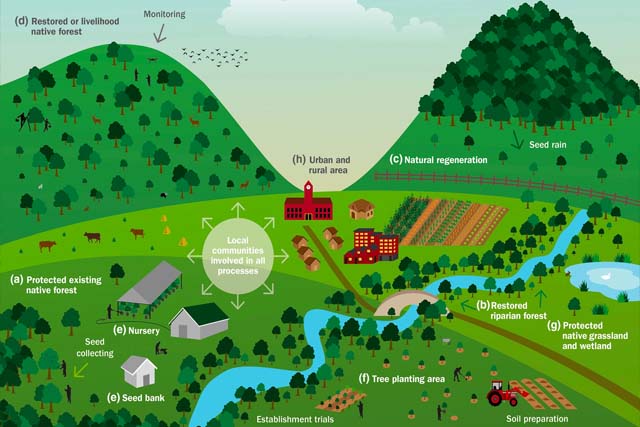 (d) Restored or livelihood
native forest
Monitoring
(h) Urban and
rural area
(c) Natural regeneration
Seed rain
Local
communities
involved in all
processes
(a) Protected existing
native forest
(e) Nursery
Seed
collecting
(e) Seed bank
(b) Restored
riparian forest
(g) Protected
native grassland
and wetland
(f) Tree planting area
Establishment trials
Soil preparation